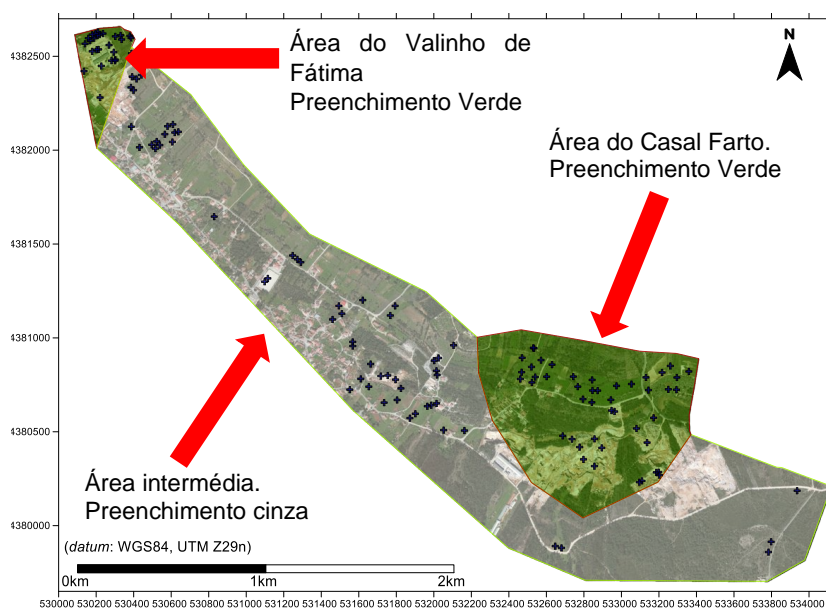 Área do Valinho de
Fátima
Preenchimento Verde
N
Área do Casal Farto.
Preenchimento Verde
Área intermédia.
Preenchimento cinza
(datum: WGS84, UTM Z29n)
0km 1km 2km
4382500
4382000
4381500
4381000
4380500
4380000
530000 530200 530400 530600 530800 531000 531200 531400 531600 531800 532000 532200 532400 532600 532800 533000 533200 533400 533600 533800 534000